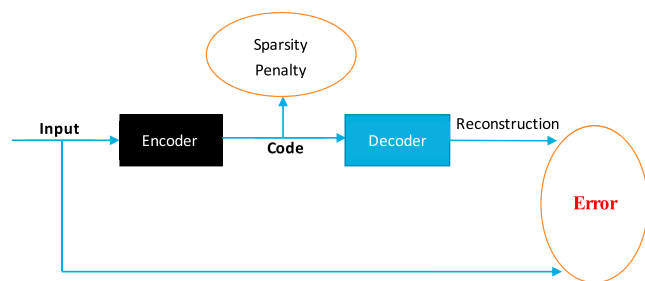 Sparsity
Penalty
Input
Encoder
Code
Decoder
Reconstruction
Error